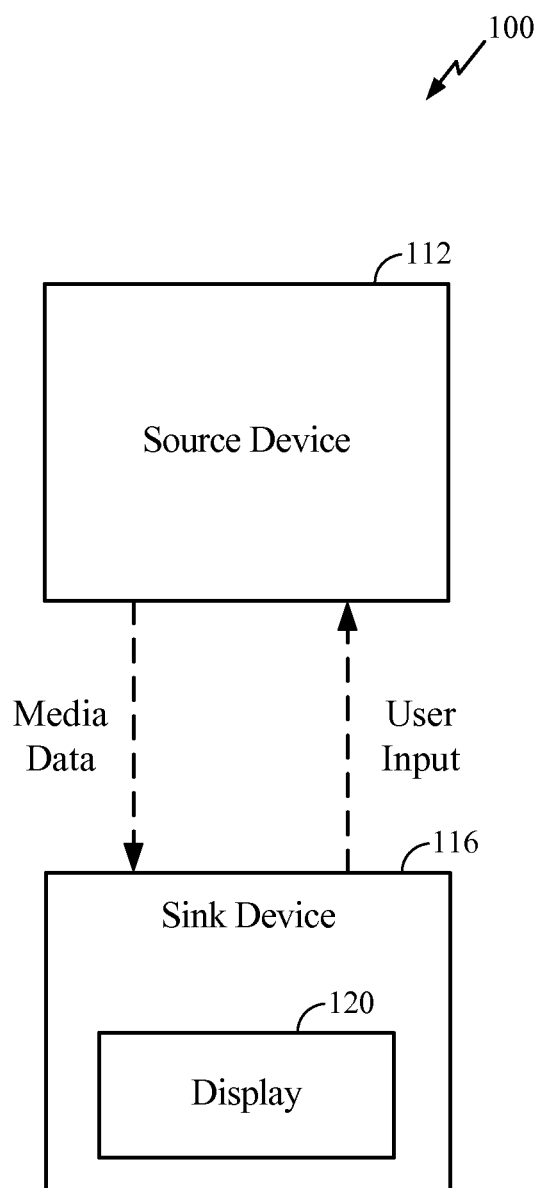 100
112
Source Device
Media
Data
User
Input
116
Sink Device
120
Display